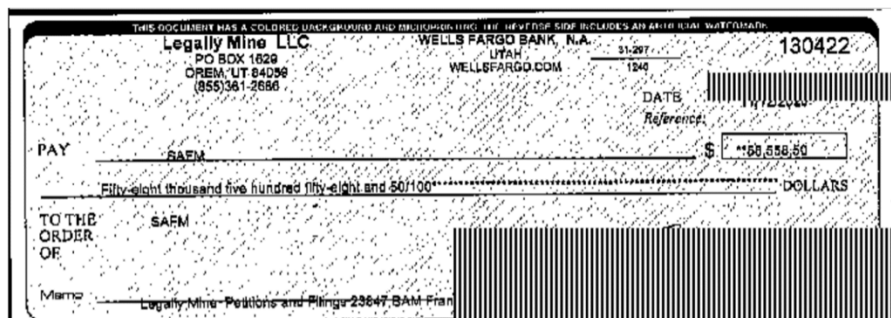 THIS DOCUMENT HAS A COLORED BACKGROUND AND MICROPRINTING. THE REVERSE SIDE INCLUDES AN ARTIFICIAL WATERMARK.
Legally Mine LLC
PO BOX 1629
OREM, UT 84059
(855)361-2686
WELLS FARGO BANK, N.A.
UTAH
WELLSFARGO.COM
31-297
1240
130422
DATE
Reference:
PAY SAFM $ **58,558.50
Fifty-eight thousand five hundred fifty-eight and 50/100 DOLLARS
TO THE
ORDER
OF
SAFM
Memo Legally Mine- Petitions and Filings 23847 BAM Fran